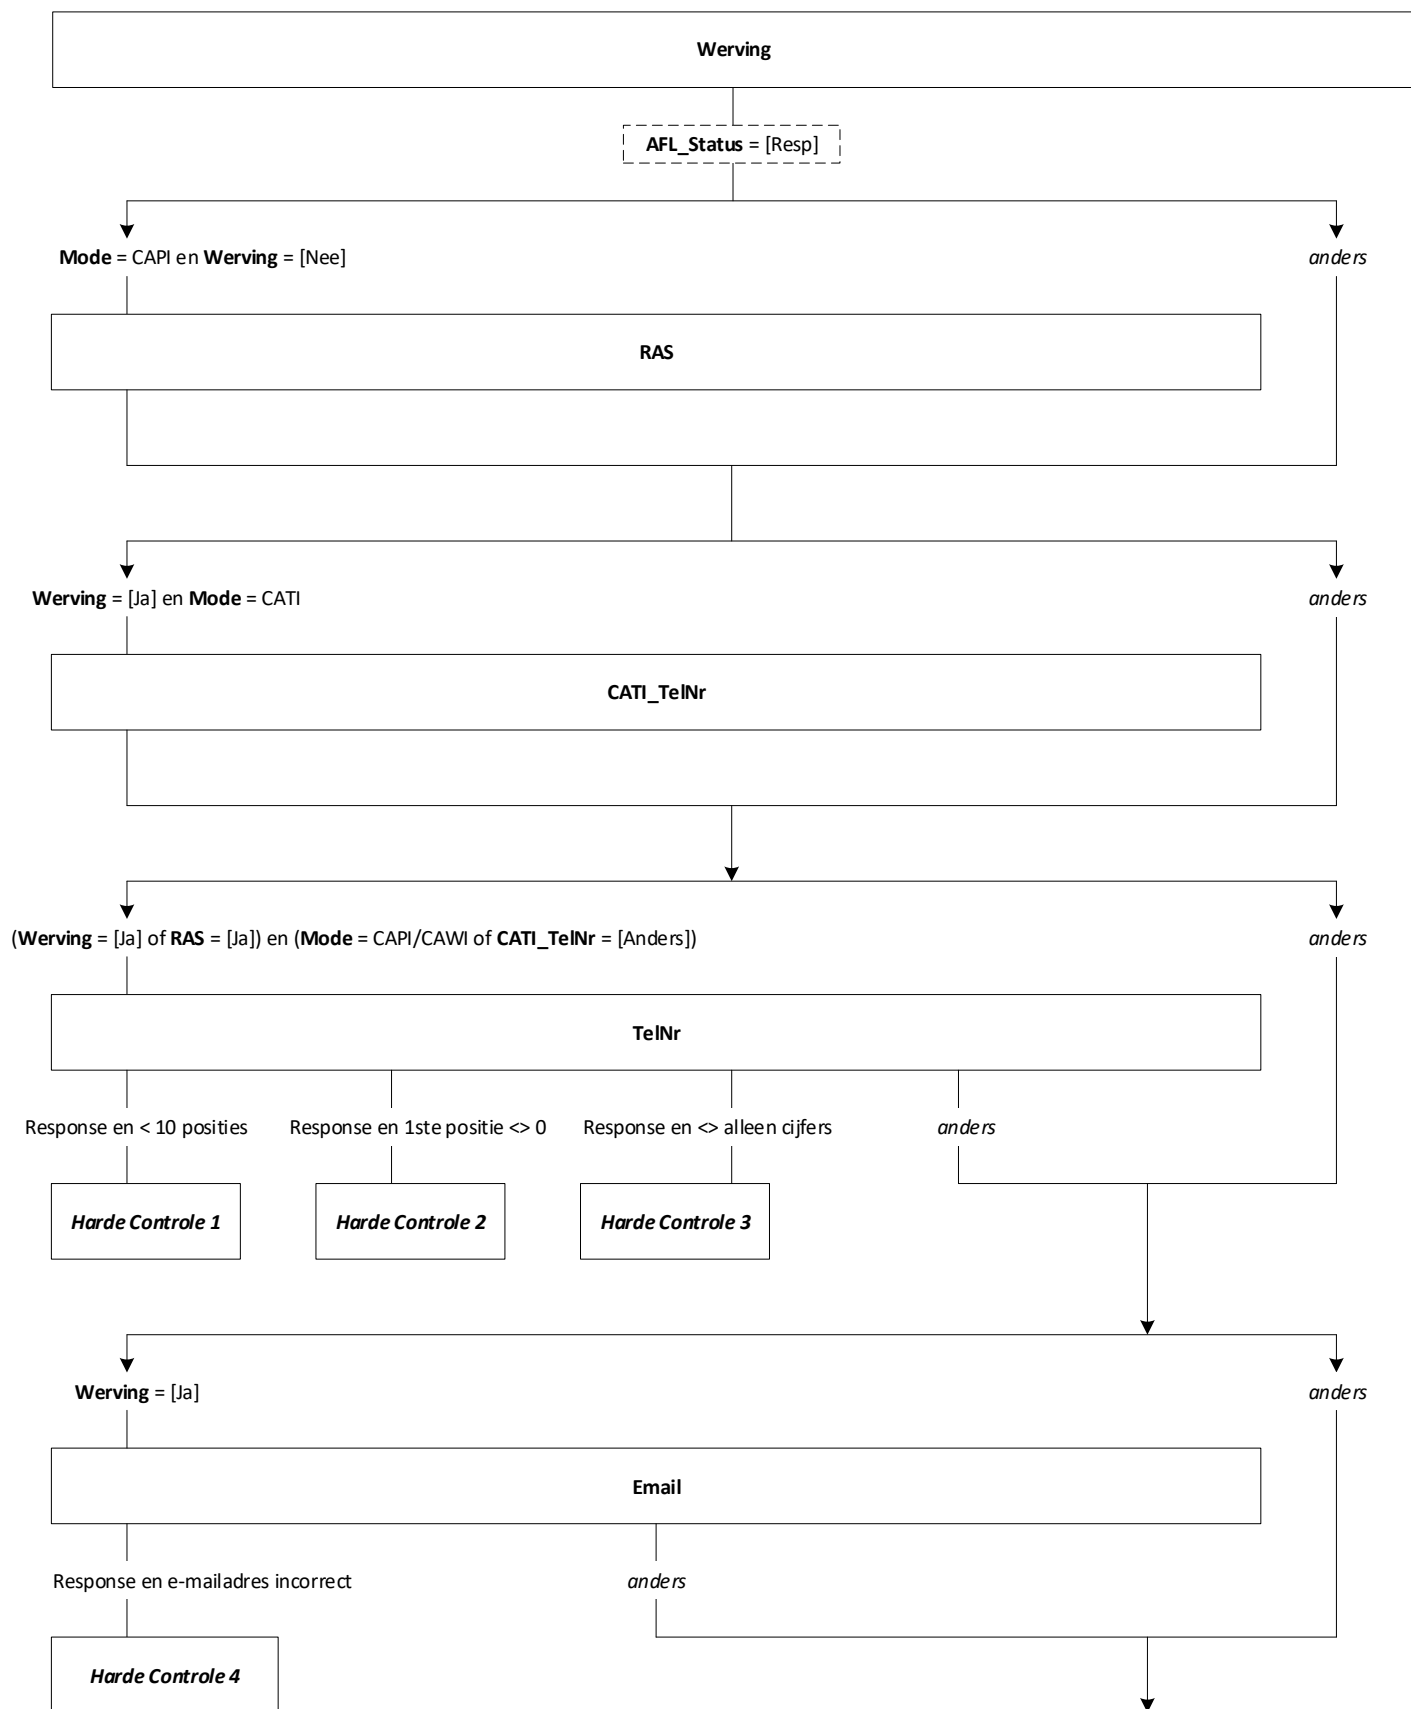 Werving
AFL_Status = [Resp]
Mode = CAPI en Werving = [Nee]
anders
RAS
Werving = [Ja] en Mode = CATI
anders
CATI_TelNr
(Werving = [Ja] of RAS = [Ja]) en (Mode = CAPI/CAWI of CATI_TelNr = [Anders])
anders
TelNr
Response en < 10 posities
Response en 1ste positie <> 0
Response en <> alleen cijfers
anders
Harde Controle 1
Harde Controle 2
Harde Controle 3
Werving = [Ja]
anders
Email
Response en e-mailadres incorrect
anders
Harde Controle 4